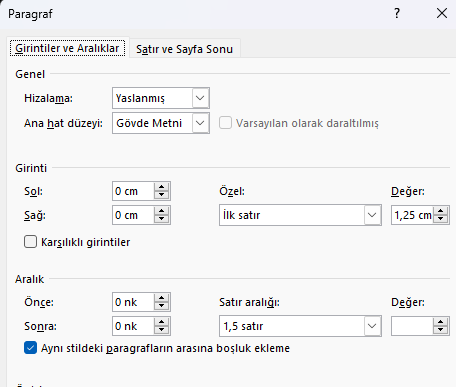 Paragraf
Girintiler ve Aralıklar Satır ve Sayfa Sonu
Genel
Hizalama: Yaslanmış
Ana hat düzeyi: Gövde Metni Varsayılan olarak daraltılmış
Girinti
Sol: 0 cm Özel: Değer:
Sağ: 0 cm İlk satır 1,25 cm
Karşılıklı girintiler
Aralık
Önce: 0 nk Satır aralığı: Değer:
Sonra: 0 nk 1,5 satır
Aynı stildeki paragrafların arasına boşluk ekleme